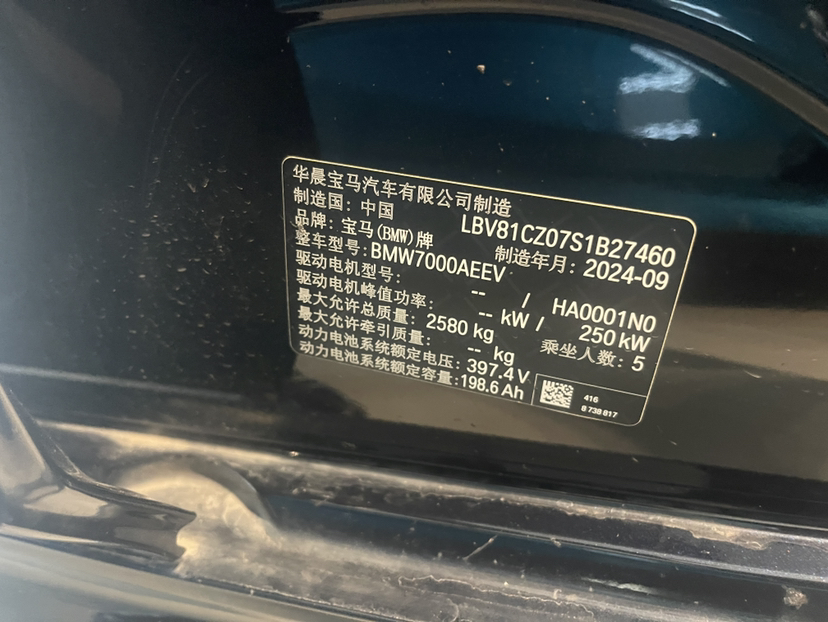 华晨宝马汽车有限公司制造
制造国：中国 LBV81CZ07S1B27460
品牌：宝马(BMW)牌 制造年月：2024-09
整车型号：BMW7000AEEV
驱动电机型号： -- / HA0001N0
驱动电机峰值功率： -- kW / 250 kW
最大允许总质量： 2580 kg 乘坐人数：5
最大允许牵引质量： -- kg
动力电池系统额定电压：397.4 V
动力电池系统额定容量：198.6 Ah
416
8 738 817